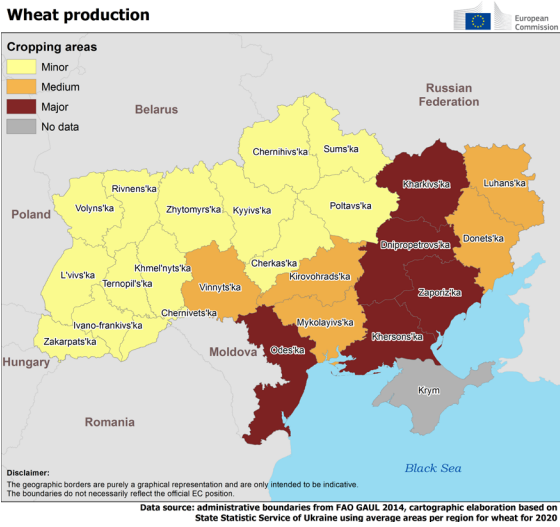 Wheat production
European
Commission
Cropping areas
Minor
Medium
Major
No data
Belarus
Russian
Federation
Poland
Hungary
Moldova
Romania
Black Sea
Chernihivs'ka
Sums'ka
Rivnens'ka
Volyns'ka
Zhytomyrs'ka
Kyyivs'ka
Poltavs'ka
Kharkivs'ka
Luhans'ka
Donets'ka
Dnipropetrovs'ka
Cherkas'ka
Kirovohrads'ka
L'vivs'ka
Khmel'nyts'ka
Ternopil's'ka
Vinnyts'ka
Zaporiz'ka
Ivano-frankivs'ka
Chernivets'ka
Zakarpats'ka
Mykolayivs'ka
Khersons'ka
Odes'ka
Krym
Disclaimer:
The geographic borders are purely a graphical representation and are only intended to be indicative.
The boundaries do not necessarily reflect the official EC position.
Data source: administrative boundaries from FAO GAUL 2014, cartographic elaboration based on
State Statistic Service of Ukraine using average areas per region for wheat for 2020